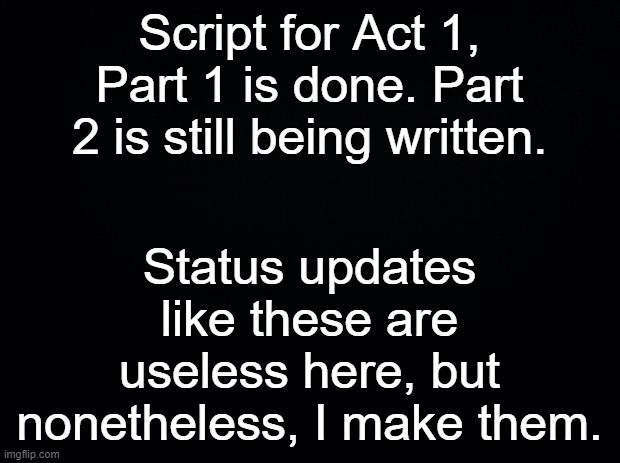 Script for Act 1,
Part 1 is done. Part
2 is still being written.
Status updates
like these are
useless here, but
nonetheless, I make them.
imgflip.com